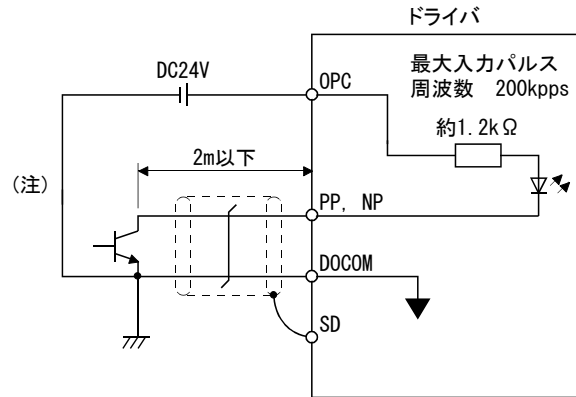 ドライバ
DC24V
OPC
最大入力パルス
周波数 200kpps
約1.2kΩ
2m以下
(注)
PP, NP
DOCOM
SD